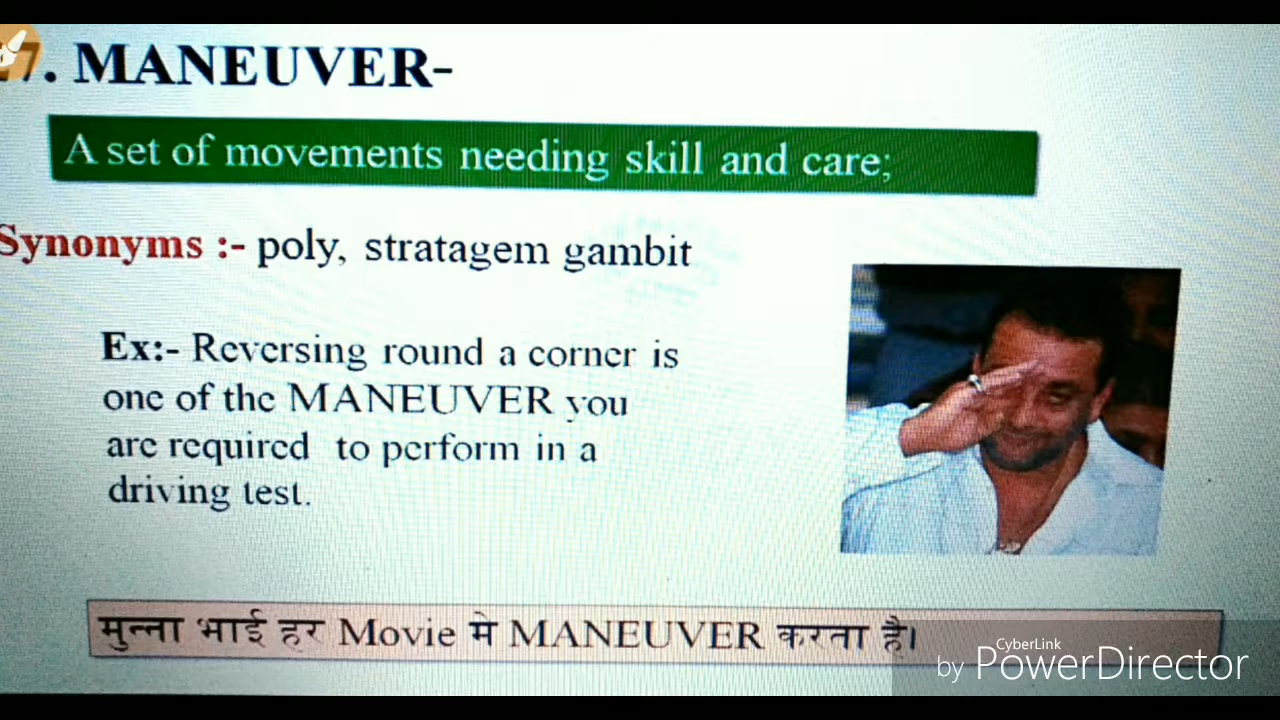 7. MANEUVER-
A set of movements needing skill and care;
Synonyms :- poly, stratagem gambit
Ex:- Reversing round a corner is
one of the MANEUVER you
are required to perform in a
driving test.
मुन्ना भाई हर Movie मे MANEUVER करता है।
CyberLink
by PowerDirector